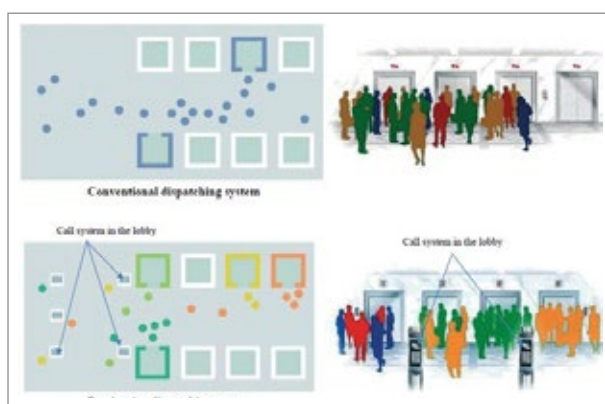 Conventional dispatching system
Call system in the lobby
Call system in the lobby